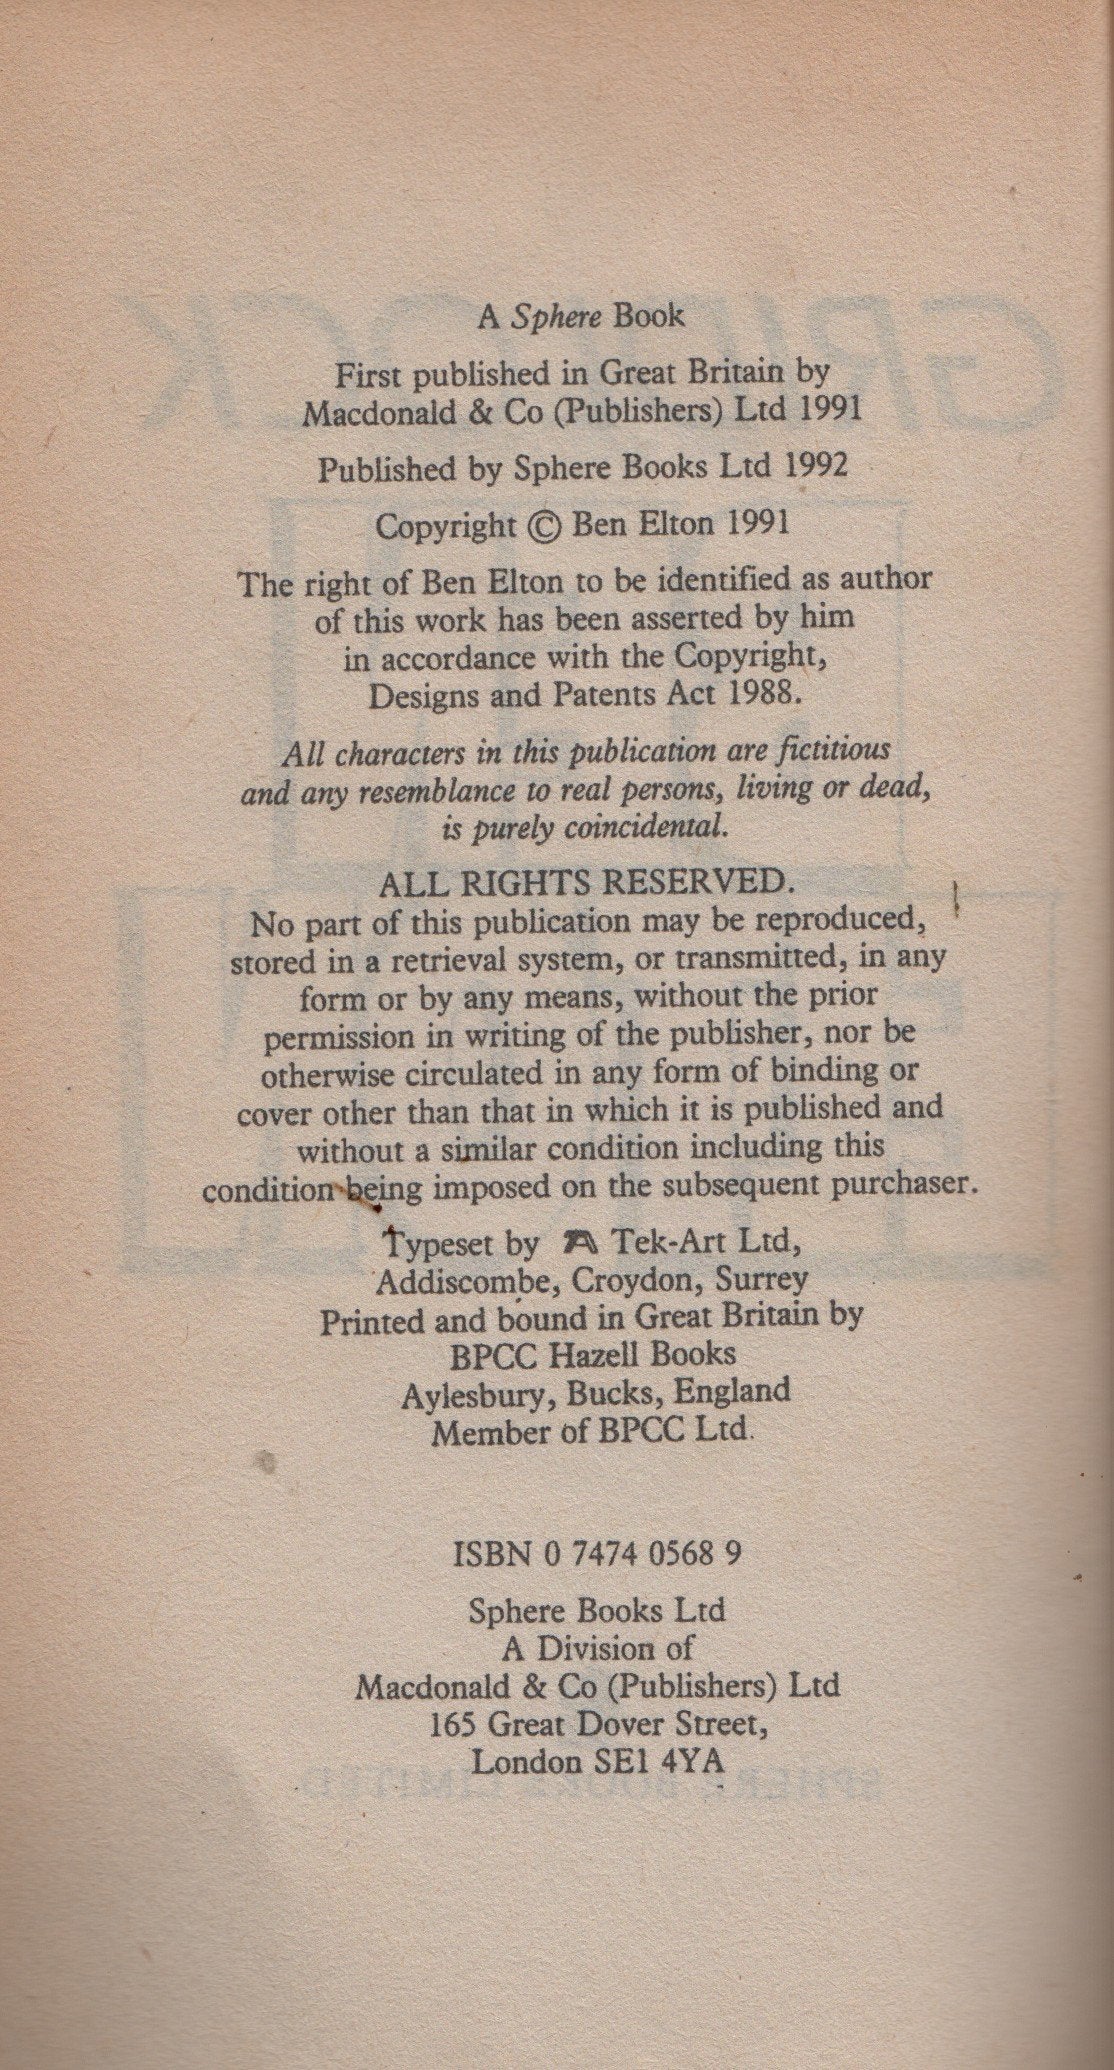 A Sphere Book
First published in Great Britain by
Macdonald & Co (Publishers) Ltd 1991
Published by Sphere Books Ltd 1992
Copyright © Ben Elton 1991
The right of Ben Elton to be identified as author
of this work has been asserted by him
in accordance with the Copyright,
Designs and Patents Act 1988.
All characters in this publication are fictitious
and any resemblance to real persons, living or dead,
is purely coincidental.
ALL RIGHTS RESERVED.
No part of this publication may be reproduced,
stored in a retrieval system, or transmitted, in any
form or by any means, without the prior
permission in writing of the publisher, nor be
otherwise circulated in any form of binding or
cover other than that in which it is published and
without a similar condition including this
condition being imposed on the subsequent purchaser.
Typeset by Tek-Art Ltd,
Addiscombe, Croydon, Surrey
Printed and bound in Great Britain by
BPCC Hazell Books
Aylesbury, Bucks, England
Member of BPCC Ltd.
ISBN 0 7474 0568 9
Sphere Books Ltd
A Division of
Macdonald & Co (Publishers) Ltd
165 Great Dover Street,
London SE1 4YA